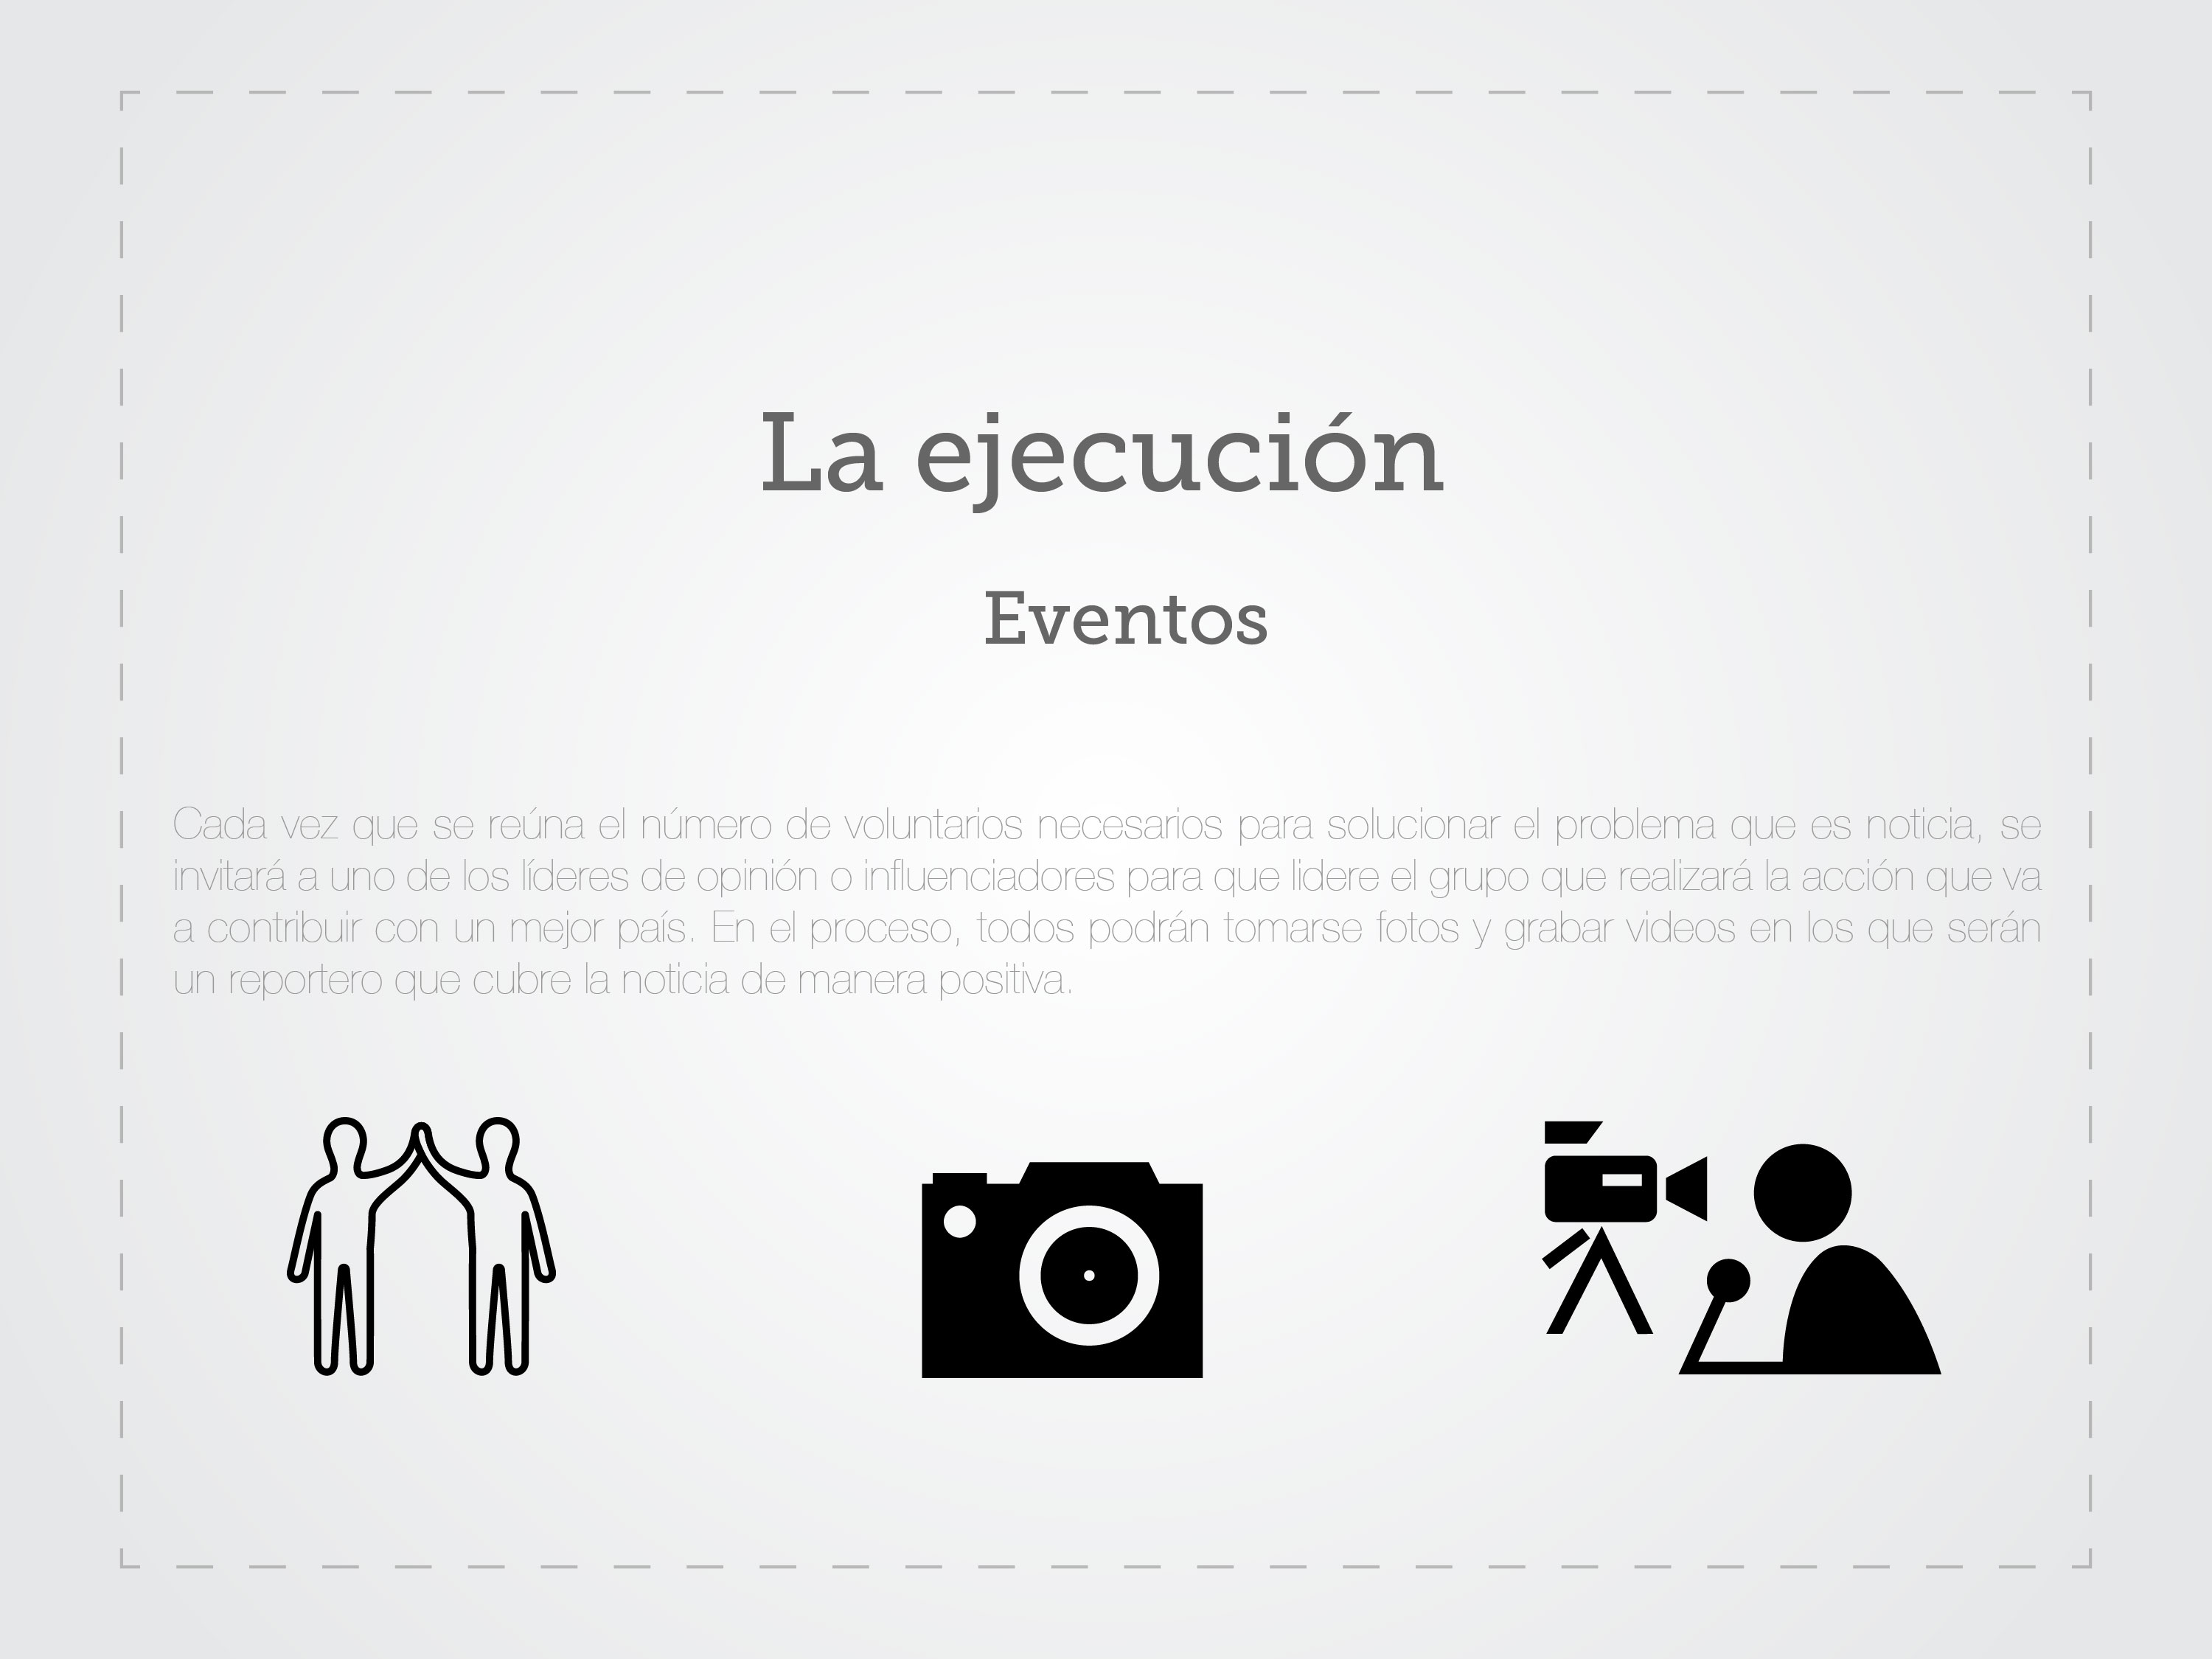 La ejecución
Eventos
Cada vez que se reúna el número de voluntarios necesarios para solucionar el problema que es noticia, se
invitará a uno de los líderes de opinión o influenciadores para que lidere el grupo que realizará la acción que va
a contribuir con un mejor país. En el proceso, todos podrán tomarse fotos y grabar videos en los que serán
un reportero que cubre la noticia de manera positiva.